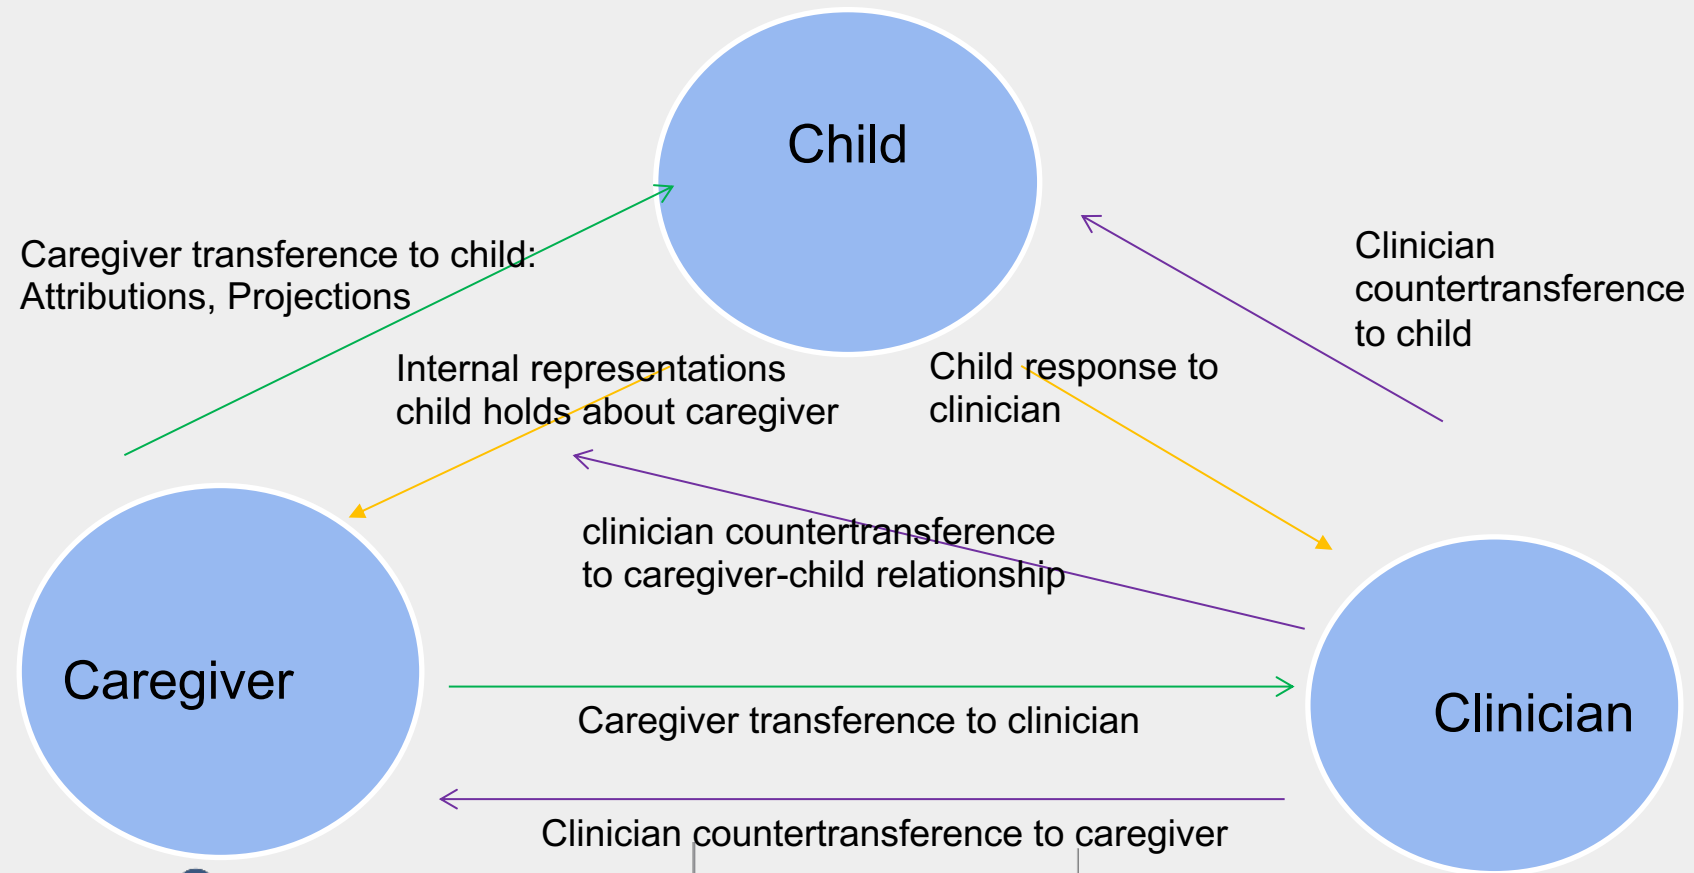 Child
Caregiver transference to child:
Attributions, Projections
Clinician
countertransference
to child
Internal representations
child holds about caregiver
Child response to
clinician
clinician countertransference
to caregiver-child relationship
Caregiver
Caregiver transference to clinician
Clinician
Clinician countertransference to caregiver